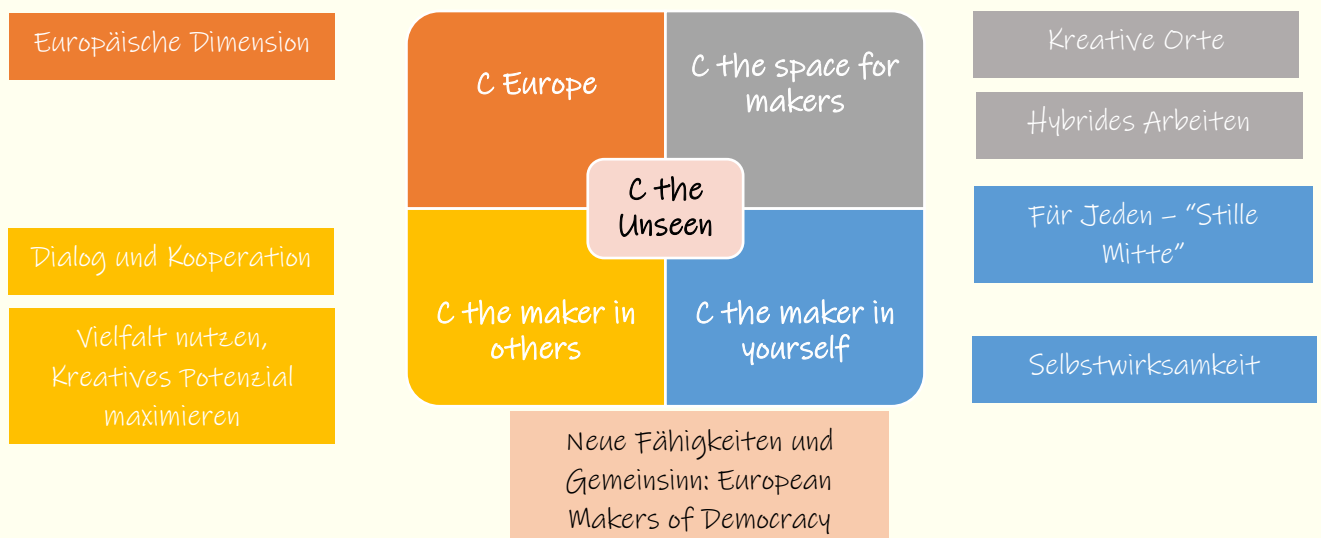 Europäische Dimension
Dialog und Kooperation
Vielfalt nutzen,
Kreatives Potenzial
maximieren
C Europe
C the space for
makers
C the
Unseen
C the maker in
others
C the maker in
yourself
Neue Fähigkeiten und
Gemeinsinn: European
Makers of Democracy
Kreative Orte
Hybrides Arbeiten
Für Jeden – “Stille
Mitte”
Selbstwirksamkeit